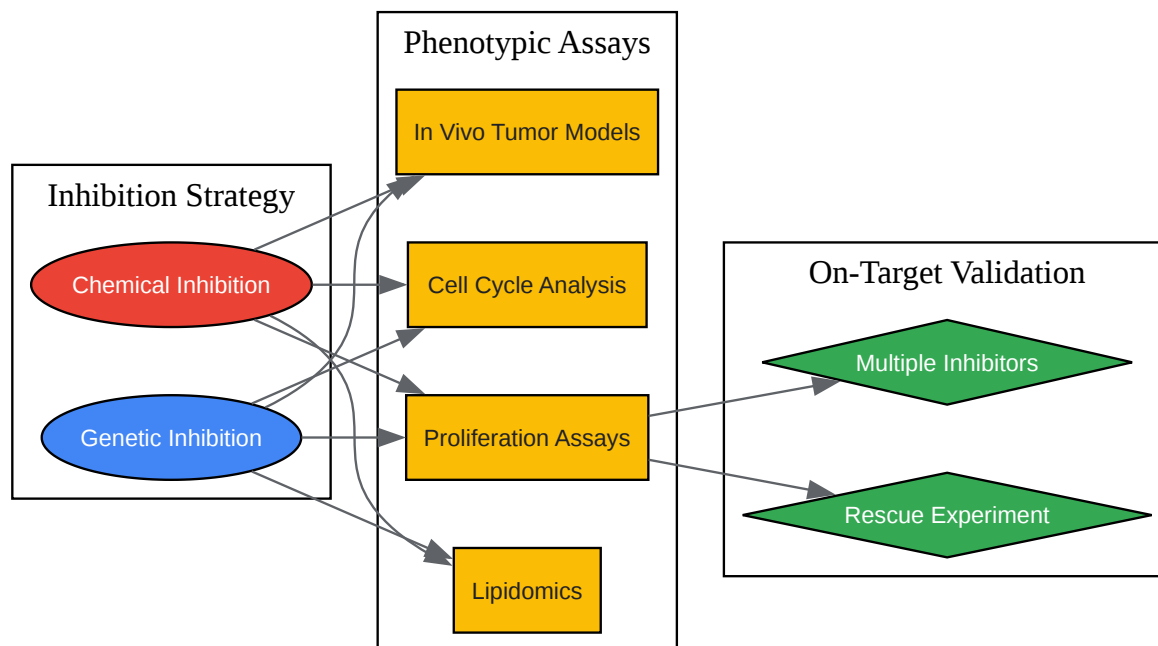 Inhibition Strategy
Chemical Inhibition
Genetic Inhibition
Phenotypic Assays
In Vivo Tumor Models
Cell Cycle Analysis
Proliferation Assays
Lipidomics
On-Target Validation
Multiple Inhibitors
Rescue Experiment